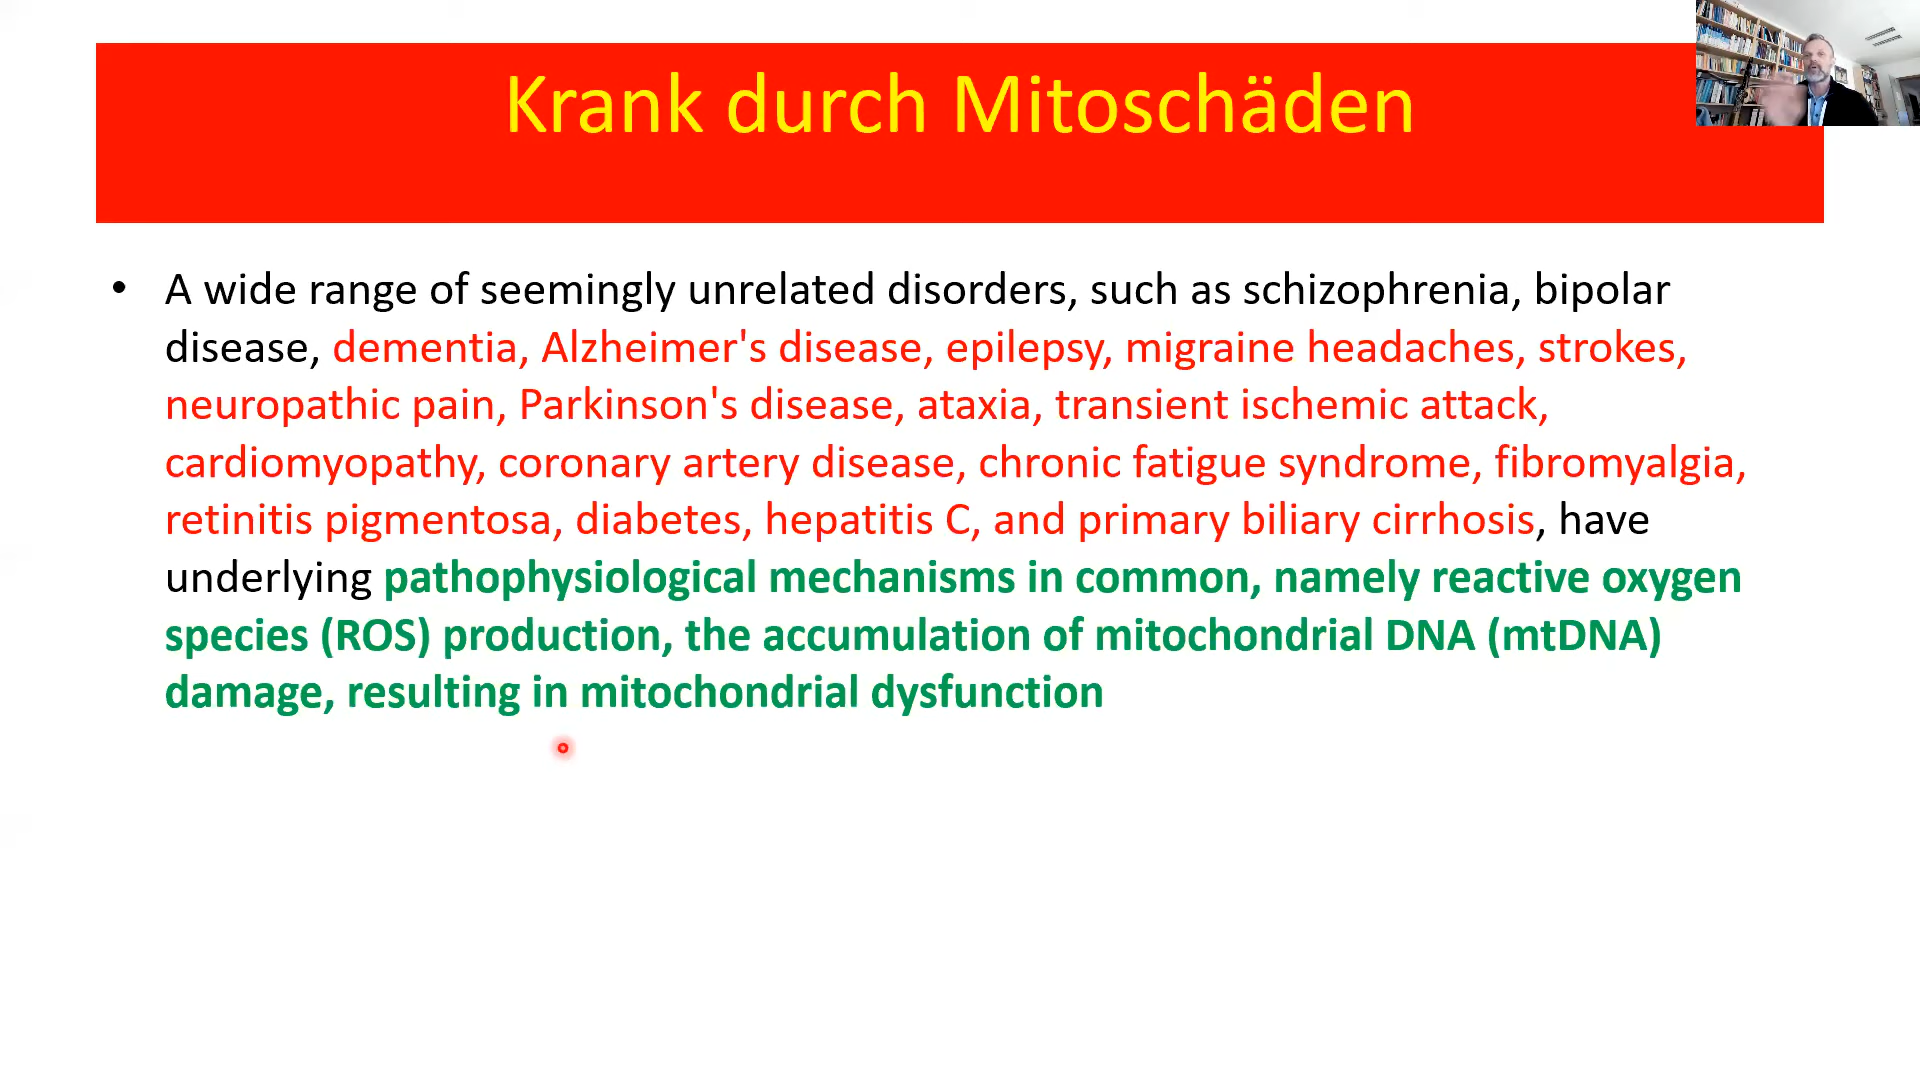 Krank durch Mitoschäden
• A wide range of seemingly unrelated disorders, such as schizophrenia, bipolar
disease, dementia, Alzheimer's disease, epilepsy, migraine headaches, strokes,
neuropathic pain, Parkinson's disease, ataxia, transient ischemic attack,
cardiomyopathy, coronary artery disease, chronic fatigue syndrome, fibromyalgia,
retinitis pigmentosa, diabetes, hepatitis C, and primary biliary cirrhosis, have
underlying pathophysiological mechanisms in common, namely reactive oxygen
species (ROS) production, the accumulation of mitochondrial DNA (mtDNA)
damage, resulting in mitochondrial dysfunction